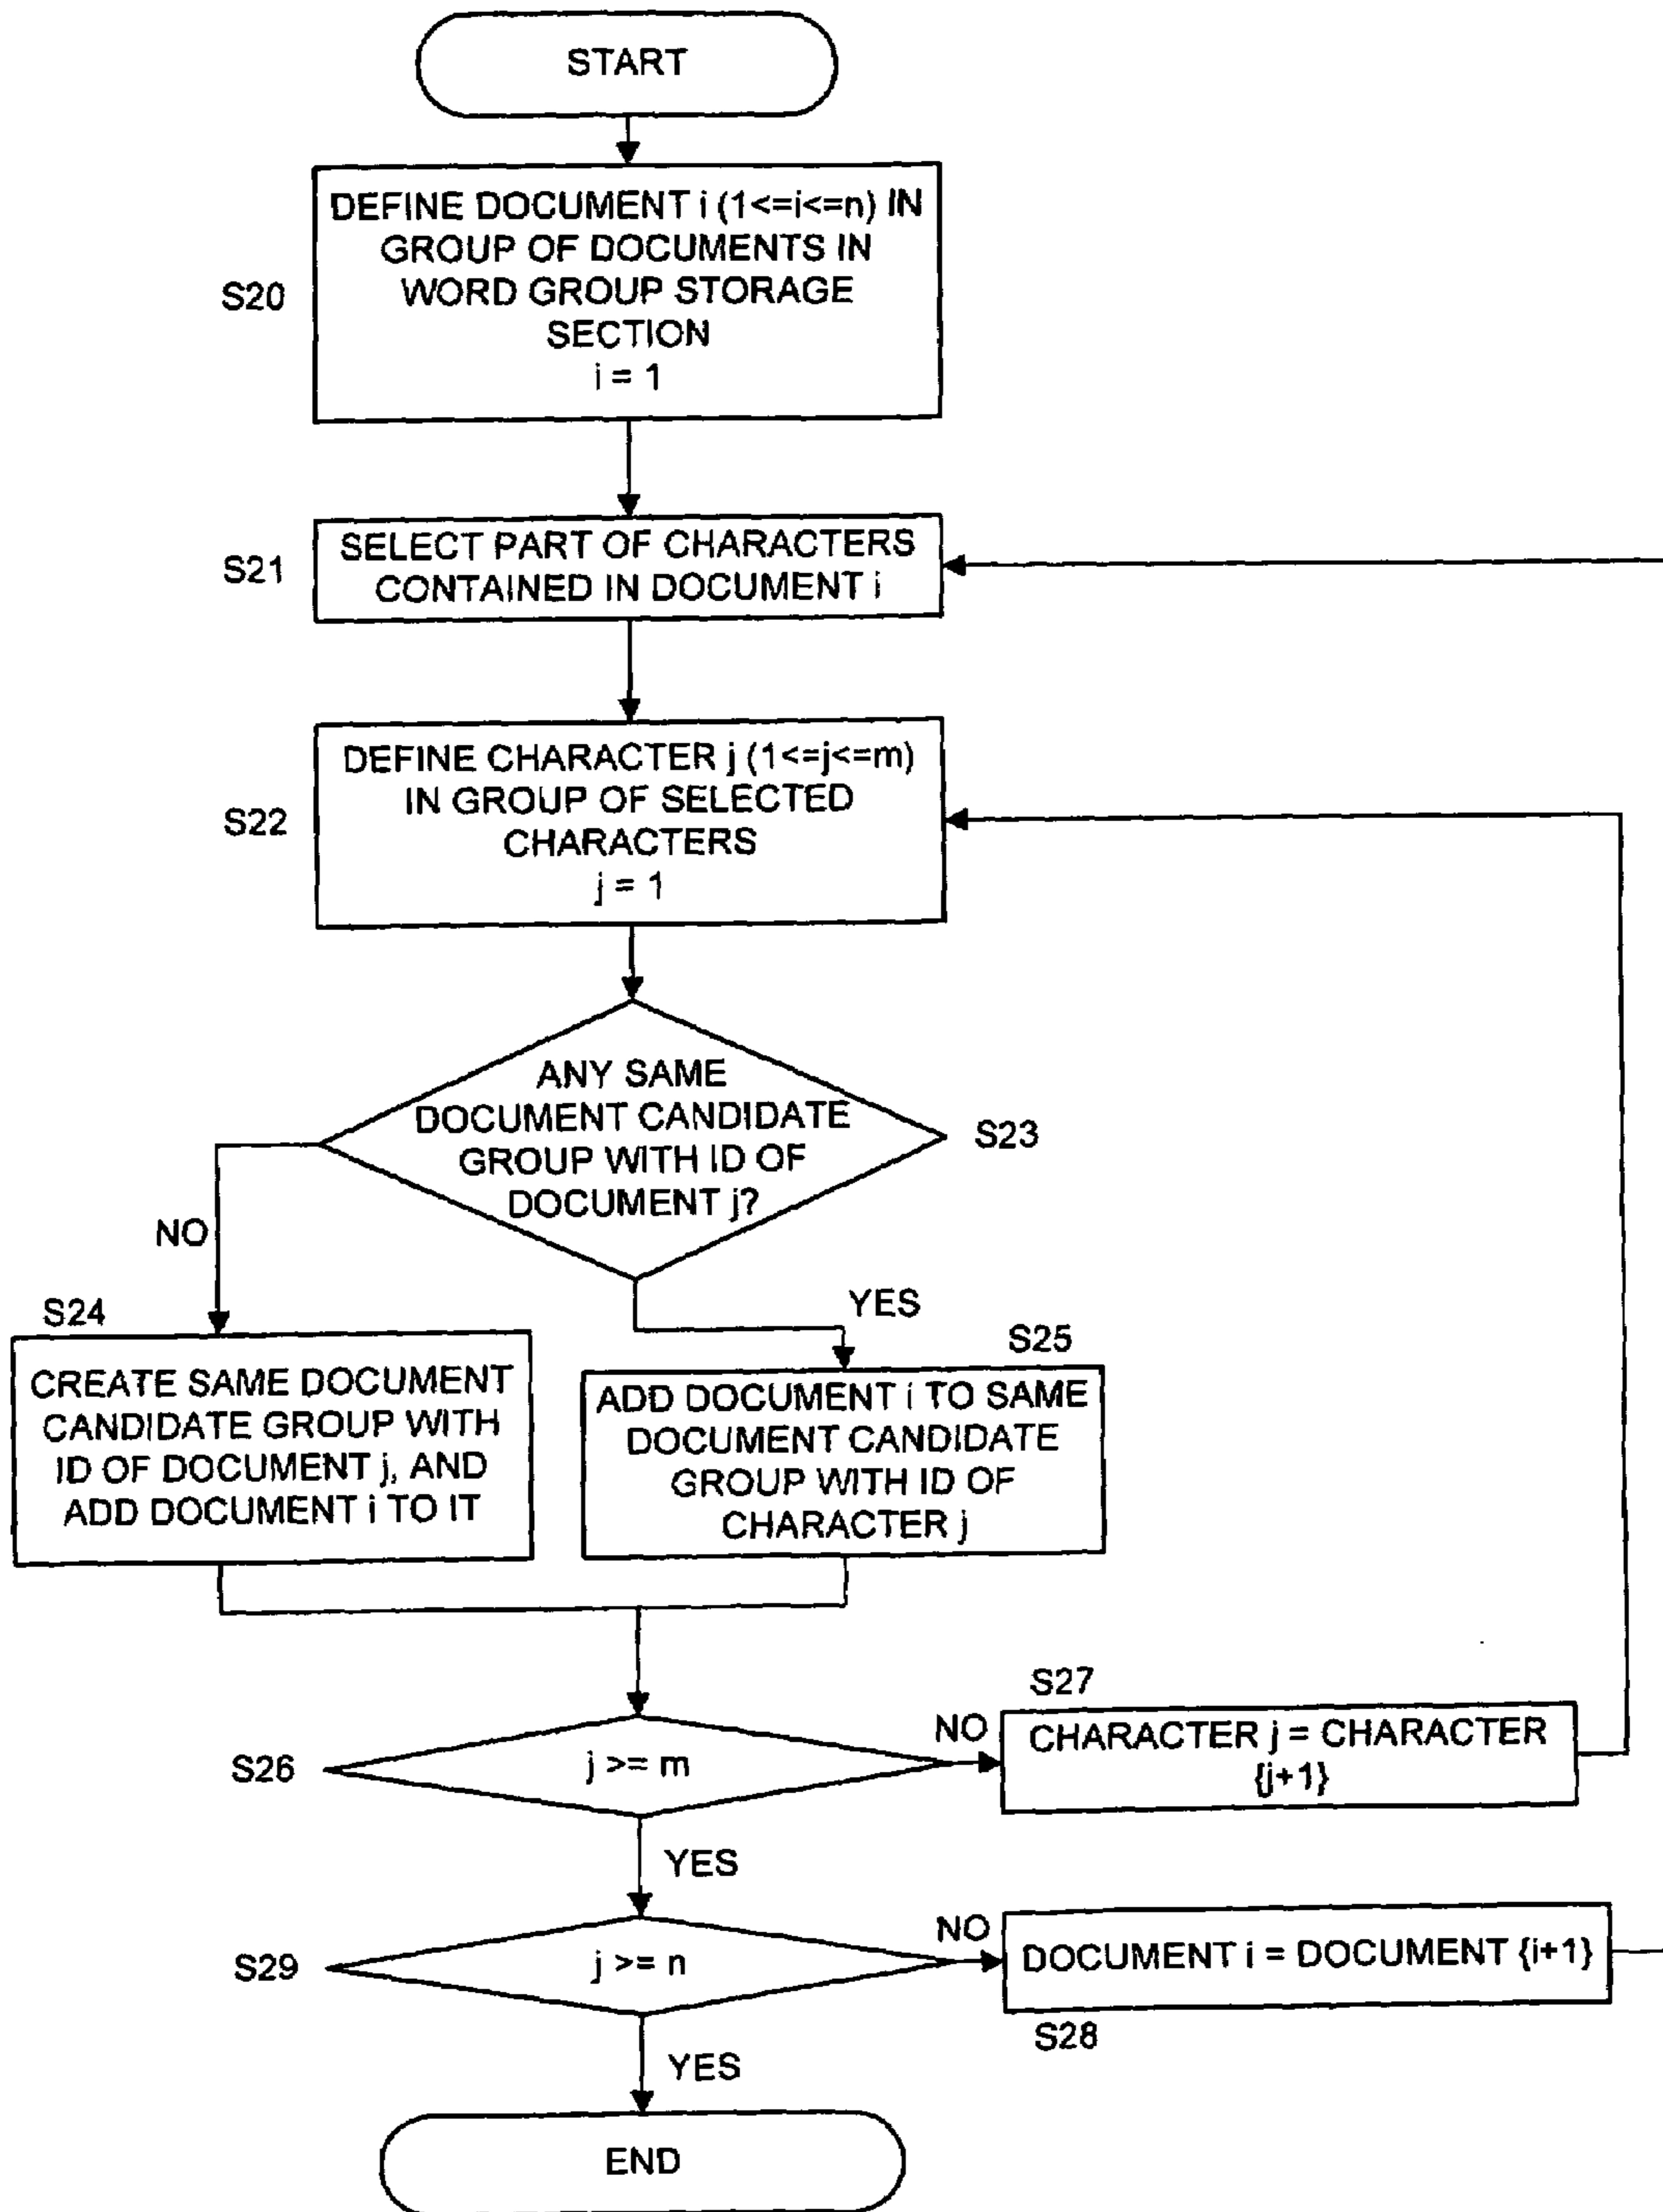 START
DEFINE DOCUMENT i (1<=i<=n) IN
GROUP OF DOCUMENTS IN
WORD GROUP STORAGE
SECTION
i = 1
S20
SELECT PART OF CHARACTERS
CONTAINED IN DOCUMENT i
S21
DEFINE CHARACTER j (1<=j<=m)
IN GROUP OF SELECTED
CHARACTERS
j = 1
S22
ANY SAME
DOCUMENT CANDIDATE
GROUP WITH ID OF
DOCUMENT j?
S23
NO
YES
S24
CREATE SAME DOCUMENT
CANDIDATE GROUP WITH
ID OF DOCUMENT j, AND
ADD DOCUMENT i TO IT
S25
ADD DOCUMENT i TO SAME
DOCUMENT CANDIDATE
GROUP WITH ID OF
CHARACTER j
S26
j >= m
NO
S27
CHARACTER j = CHARACTER
{j+1}
YES
S29
j >= n
NO
DOCUMENT i = DOCUMENT {i+1}
S28
YES
END